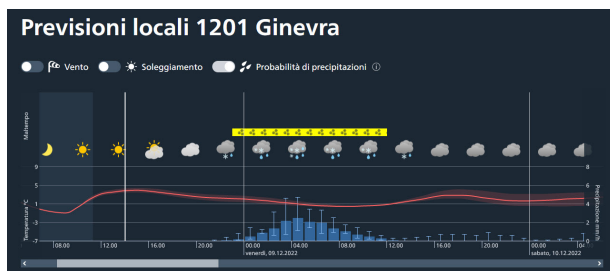 Previsioni locali 1201 Ginevra
Vento Soleggiamento Probabilità di precipitazioni
Maltempo
Temperatura °C
9
5
1
-3
-7
8
6
4
2
0
Precipitazione mm/h
08.00 12.00 16.00 20.00 00.00 04.00 08.00 12.00 16.00 20.00 00.00
venerdì, 09.12.2022 sabato, 10.12.2022